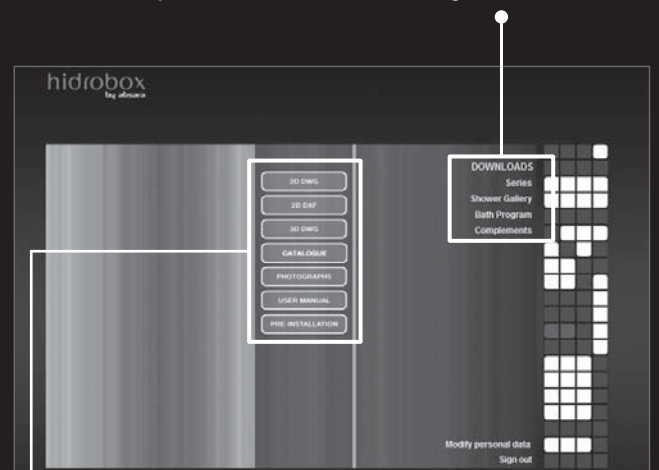 hidrobox
by absara
DOWNLOADS
Series
Shower Gallery
Bath Program
Complements
2D DWG
2D DXF
3D DWG
CATALOGUE
PHOTOGRAPHS
USER MANUAL
PRE-INSTALLATION
Modify personal data
Sign out